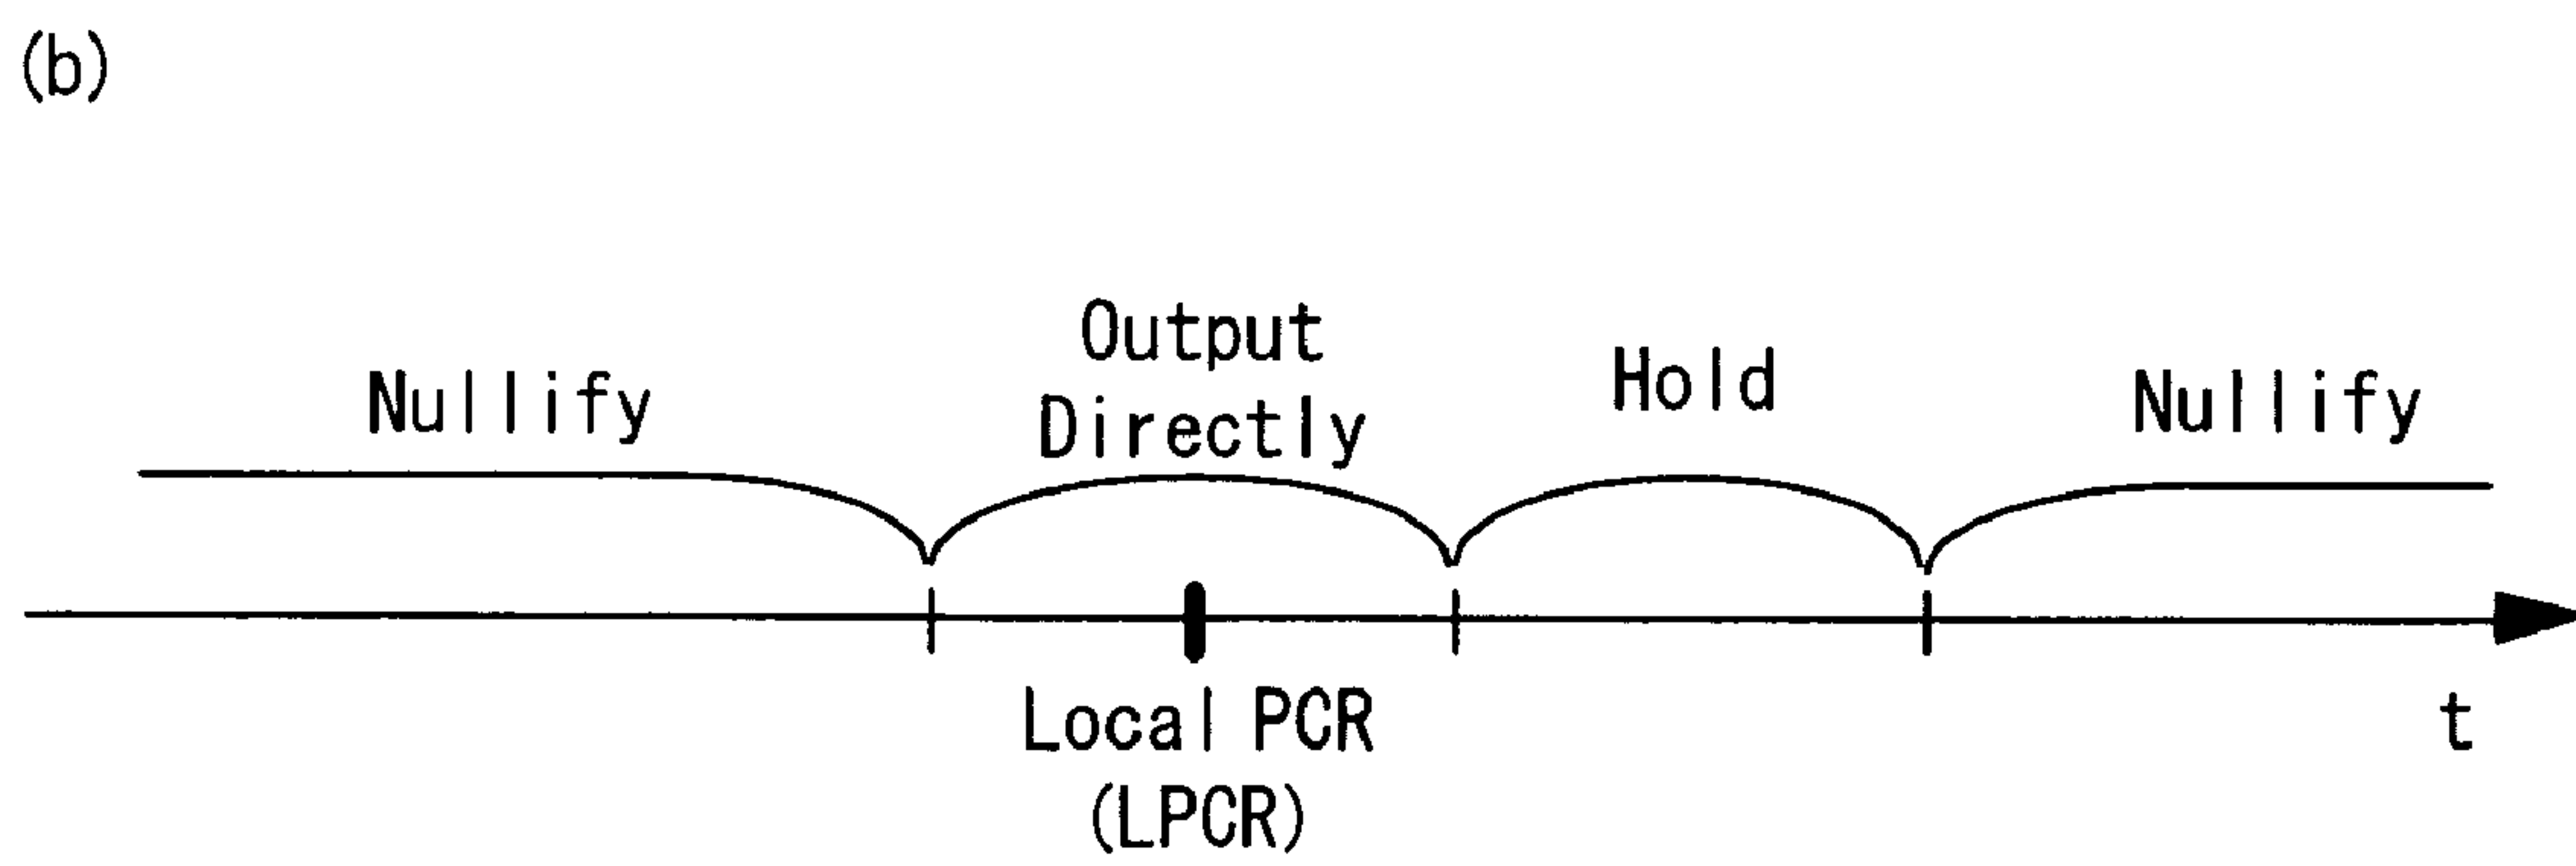 (b)
Nullify
Output
Directly
Hold
Nullify
Local PCR
(LPCR)
t